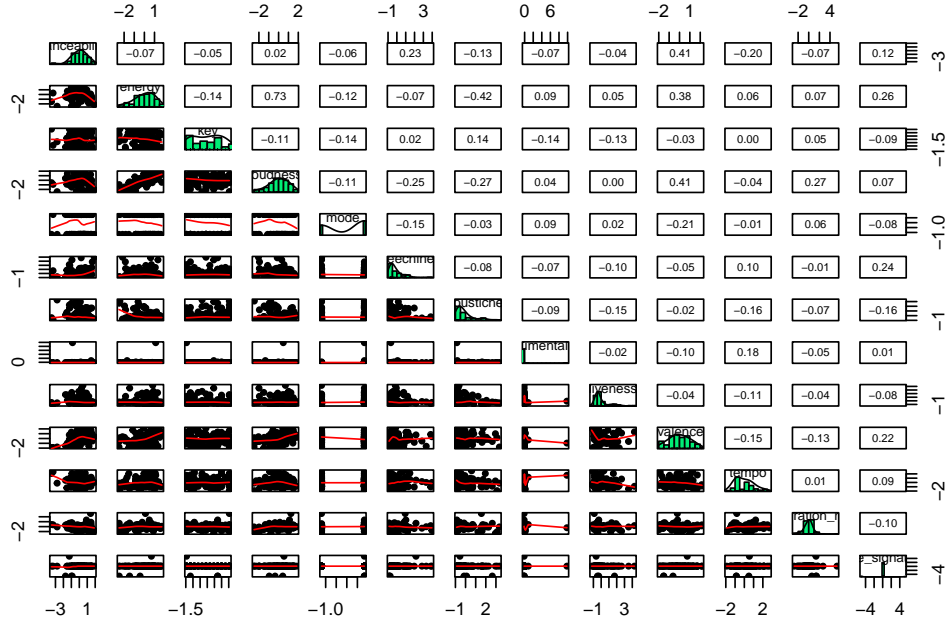 −2 1 −2 2 −1 3 0 6 −2 1 −2 4
nceabili −0.07 −0.05 0.02 −0.06 0.23 −0.13 −0.07 −0.04 0.41 −0.20 −0.07 0.12 −3
−2 energy −0.14 0.73 −0.12 −0.07 −0.42 0.09 0.05 0.38 0.06 0.07 0.26
key −0.11 −0.14 0.02 0.14 −0.14 −0.13 −0.03 0.00 0.05 −0.09 −1.5
−2 oudness −0.11 −0.25 −0.27 0.04 0.00 0.41 −0.04 0.27 0.07
mode −0.15 −0.03 0.09 0.02 −0.21 −0.01 0.06 −0.08 −1.0
−1 eechine −0.08 −0.07 −0.10 −0.05 0.10 −0.01 0.24
oustiche −0.09 −0.15 −0.02 −0.16 −0.07 −0.16 −1
0 umental −0.02 −0.10 0.18 −0.05 0.01
iveness −0.04 −0.11 −0.04 −0.08 −1
−2 valence −0.15 −0.13 0.22
tempo 0.01 0.09 −2
−2 ration_r −0.10
e_signa −4
−3 1 −1.5 −1.0 −1 2 −1 3 −2 2 −4 4